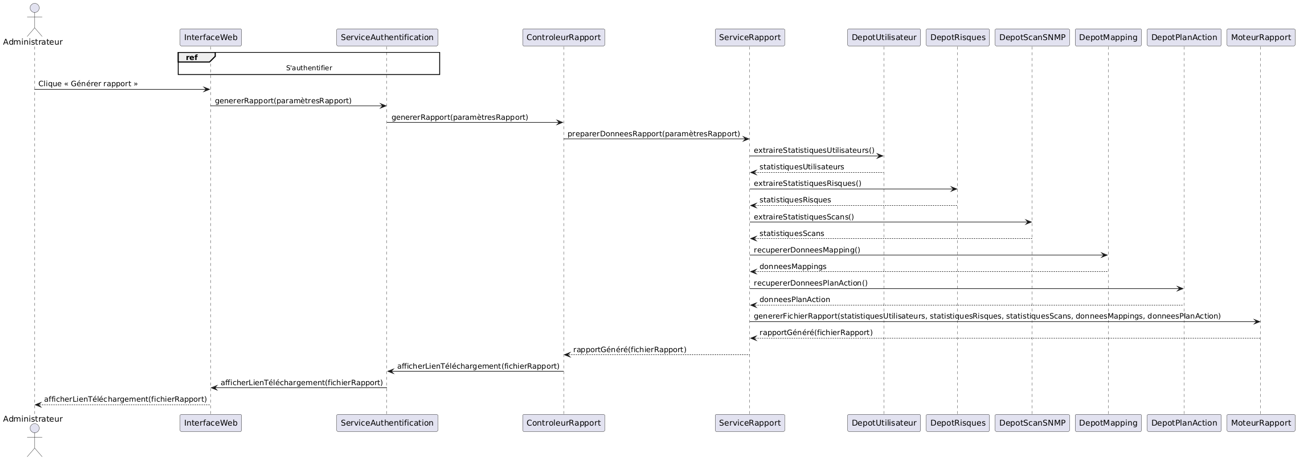 Administrateur
InterfaceWeb
ServiceAuthentification
ControleurRapport
ServiceRapport
DepotUtilisateur
DepotRisques
DepotScanSNMP
DepotMapping
DepotPlanAction
MoteurRapport
ref
S'authentifier
Clique « Générer rapport »
genererRapport(paramètresRapport)
genererRapport(paramètresRapport)
preparerDonneesRapport(paramètresRapport)
extraireStatistiquesUtilisateurs()
statistiquesUtilisateurs
extraireStatistiquesRisques()
statistiquesRisques
extraireStatistiquesScans()
statistiquesScans
recupererDonneesMapping()
donneesMappings
recupererDonneesPlanAction()
donneesPlanAction
genererFichierRapport(statistiquesUtilisateurs, statistiquesRisques, statistiquesScans, donneesMappings, donneesPlanAction)
rapportGénéré(fichierRapport)
rapportGénéré(fichierRapport)
afficherLienTéléchargement(fichierRapport)
afficherLienTéléchargement(fichierRapport)
afficherLienTéléchargement(fichierRapport)
Administrateur
InterfaceWeb
ServiceAuthentification
ControleurRapport
ServiceRapport
DepotUtilisateur
DepotRisques
DepotScanSNMP
DepotMapping
DepotPlanAction
MoteurRapport